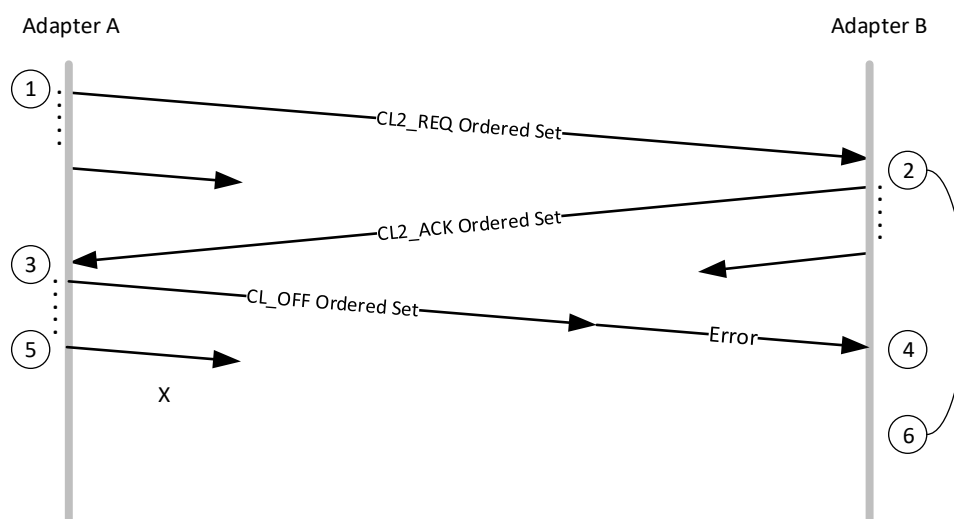 Adapter A
Adapter B
1
CL2_REQ Ordered Set
2
CL2_ACK Ordered Set
3
CL_OFF Ordered Set
Error
5
4
X
6